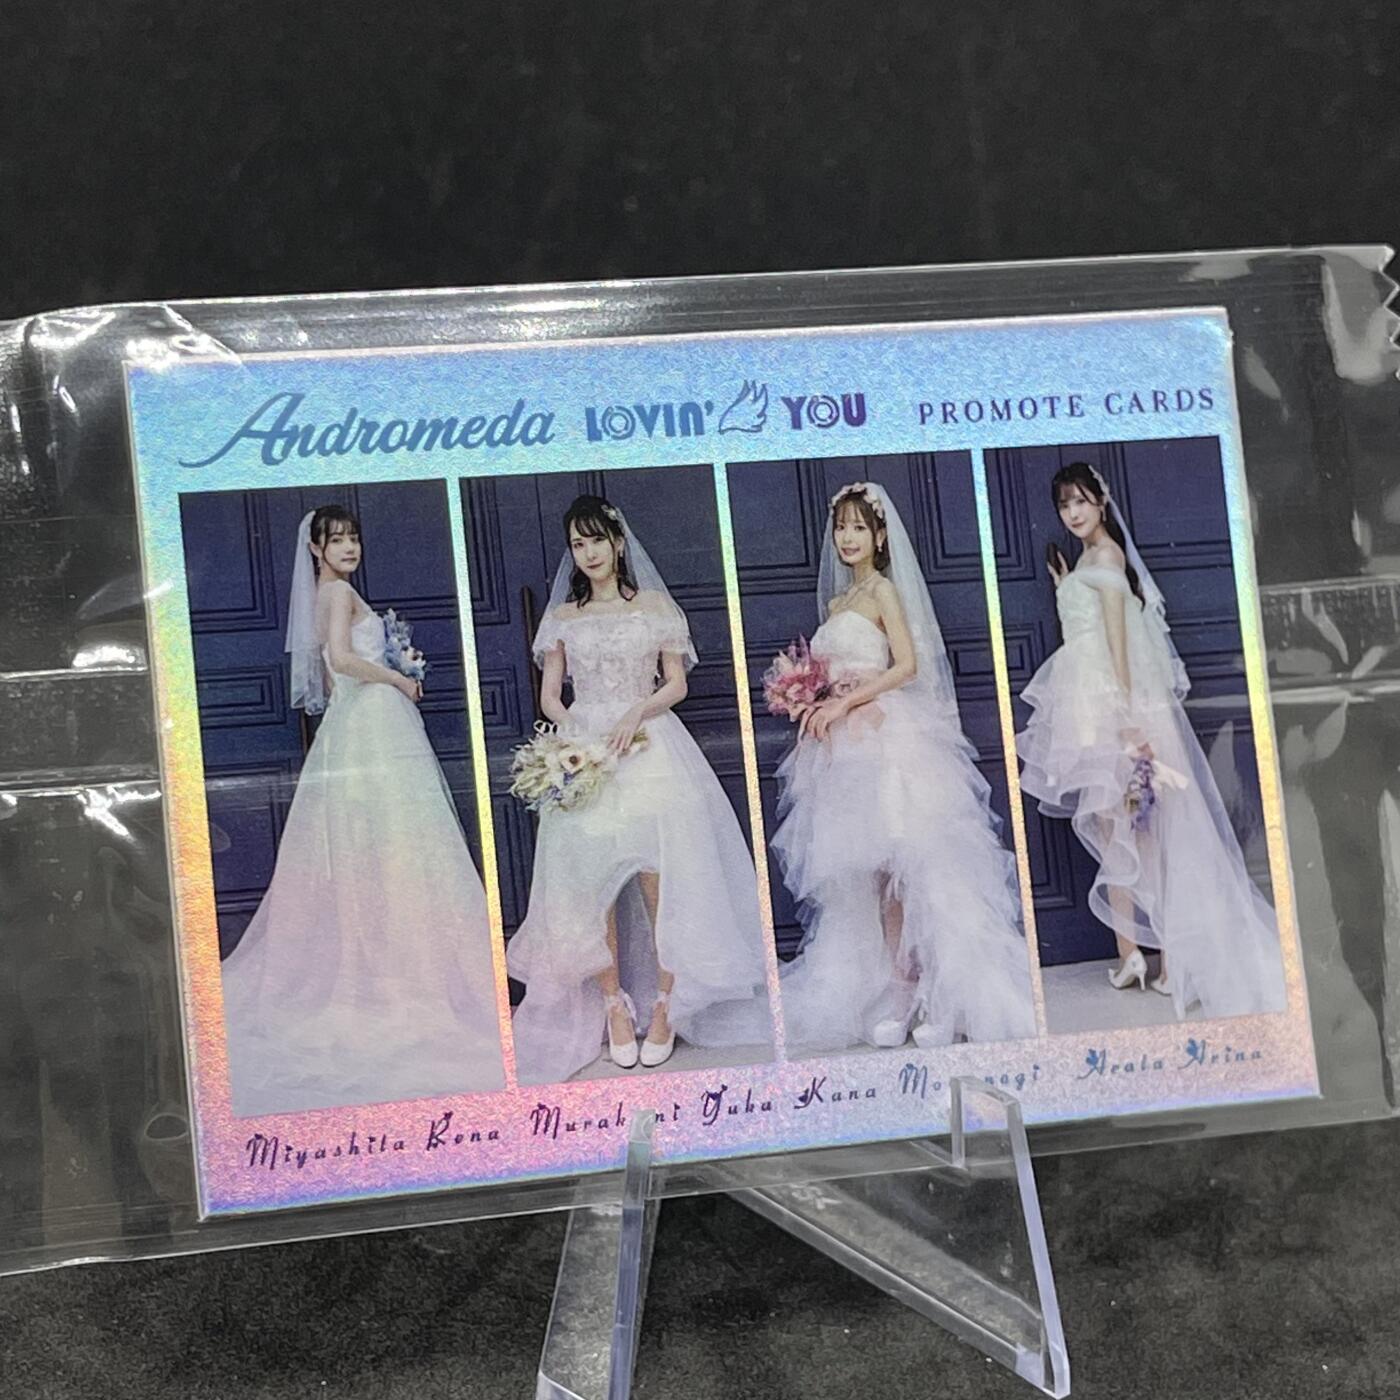 Andromeda LOVIN' YOU PROMOTE CARDS
Miyashita Rena Yuka Kana Arata Arina